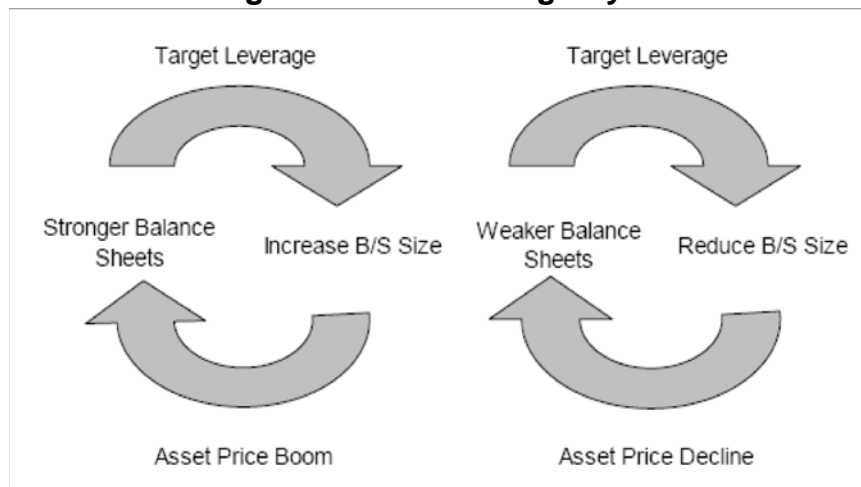 Target Leverage
Stronger Balance
Sheets
Increase B/S Size
Asset Price Boom
Target Leverage
Weaker Balance
Sheets
Reduce B/S Size
Asset Price Decline